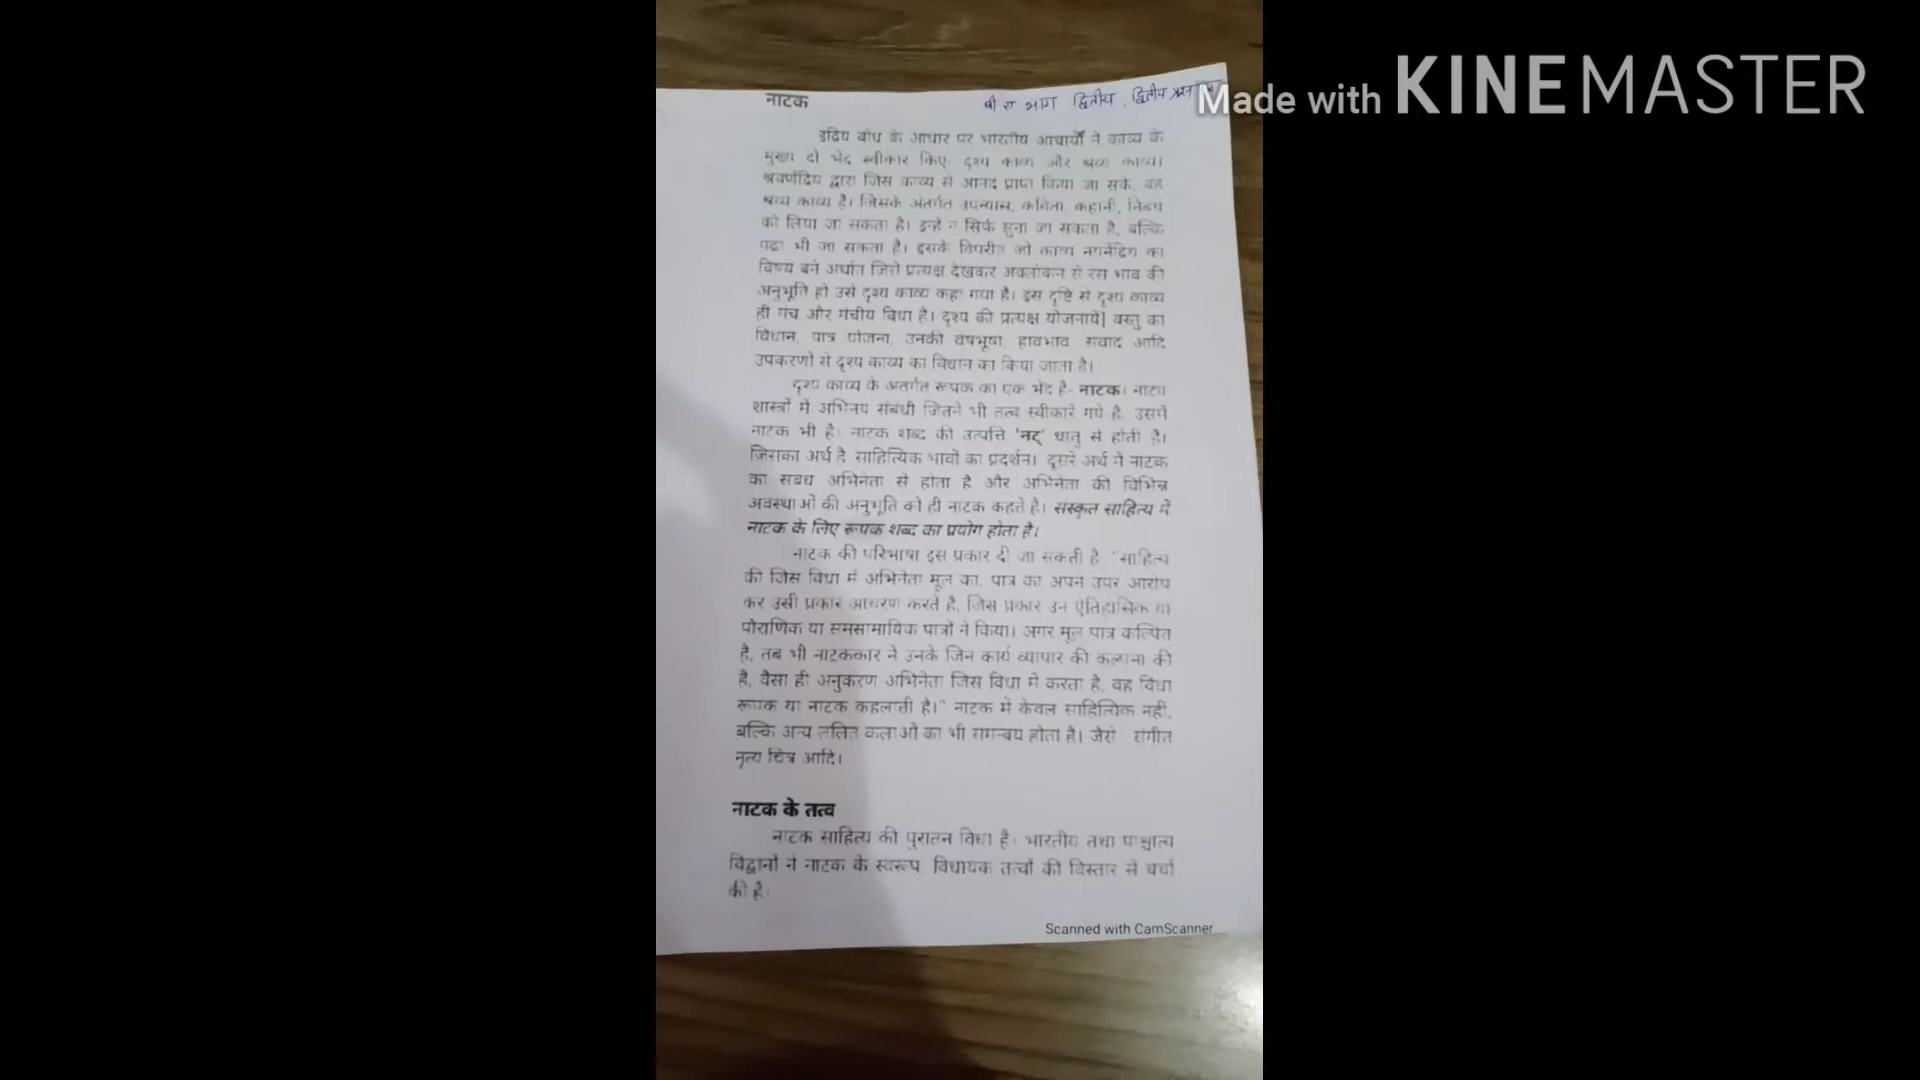 Made with KINEMASTER
नाटक
बी ए भाग द्वितीय, द्वितीय
इंद्रिय बोध के आधार पर भारतीय आचार्यों ने काव्य के
मुख्य दो भेद स्वीकार किए- दृश्य काव्य और श्रव्य काव्य।
श्रवणेंद्रिय द्वारा जिस काव्य से आनंद प्राप्त किया जा सके, वह
श्रव्य काव्य है। जिसके अंतर्गत उपन्यास, कविता, कहानी, निबंध
को लिया जा सकता है। इन्हें न सिर्फ सुना जा सकता है, बल्कि
पढ़ा भी जा सकता है। इसके विपरीत जो काव्य नयनेंद्रिय का
विषय बने अर्थात जिसे प्रत्यक्ष देखकर अवलोकन से रस भाव की
अनुभूति हो उसे दृश्य काव्य कहा गया है। इस दृष्टि से दृश्य काव्य
ही मंच और मंचीय विधा है। दृश्य की प्रत्यक्ष योजनायें] वस्तु का
विधान, पात्र योजना, उनकी वेषभूषा, हावभाव, संवाद आदि
उपकरणों से दृश्य काव्य का विधान का किया जाता है।
दृश्य काव्य के अंतर्गत रूपक का एक भेद है- नाटक। नाट्य
शास्त्रों में अभिनय संबंधी जितने भी तत्व स्वीकारें गये है, उसमें
नाटक भी है। नाटक शब्द की उत्पत्ति 'नट्' धातु से होती है।
जिसका अर्थ है साहित्यिक भावों का प्रदर्शन। दूसरे अर्थ में नाटक
का संबंध अभिनेता से होता है और अभिनेता की विभिन्न
अवस्थाओं की अनुभूति को ही नाटक कहते है। संस्कृत साहित्य में
नाटक के लिए रूपक शब्द का प्रयोग होता है।
नाटक की परिभाषा इस प्रकार दी जा सकती है- "साहित्य
की जिस विधा में अभिनेता मूल का, पात्र का अपने उपर आरोप
कर उसी प्रकार आचरण करते है, जिस प्रकार उन ऐतिहासिक या
पौराणिक या समसामायिक पात्रों ने किया। अगर मूल पात्र कल्पित
है, तब भी नाटककार ने उनके जिन कार्य व्यापार की कल्पना की
है, वैसा ही अनुकरण अभिनेता जिस विधा में करता है, वह विधा
रूपक या नाटक कहलाती है।" नाटक में केवल साहित्यिक नहीं,
बल्कि अन्य ललित कलाओं का भी समन्वय होता है। जैसे- संगीत
नृत्य चित्र आदि।
नाटक के तत्व
नाटक साहित्य की पुरातन विधा है। भारतीय तथा पाश्चात्य
विद्वानों ने नाटक के स्वरूप, विधायक तत्वों की विस्तार से चर्चा
की है।
Scanned with CamScanner